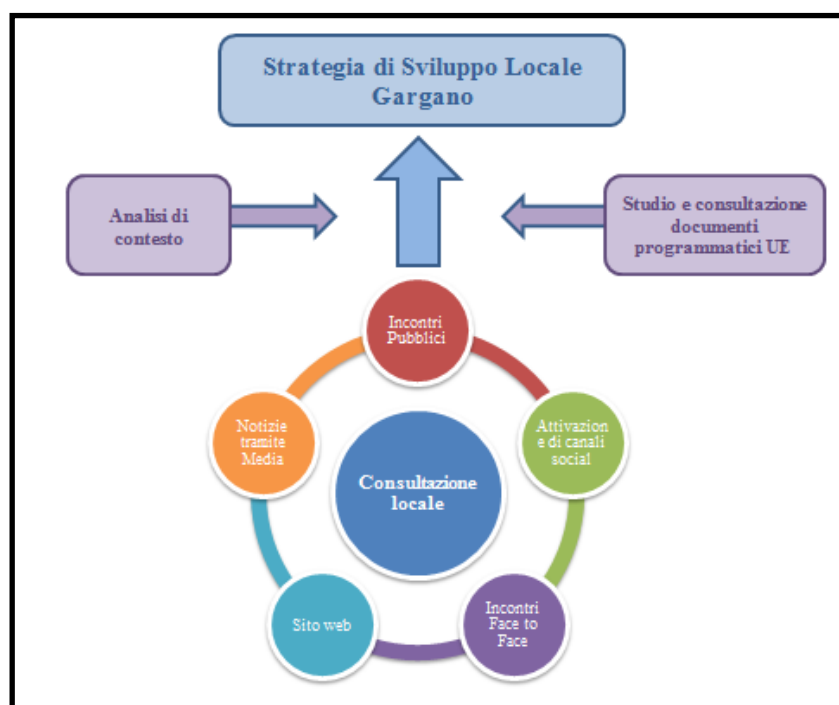 Strategia di Sviluppo Locale
Gargano
Analisi di
contesto
Studio e consultazione
documenti
programmatici UE
Incontri
Pubblici
Notizie
tramite
Media
Attivazion
e di canali
social
Consultazione
locale
Sito web
Incontri
Face to
Face